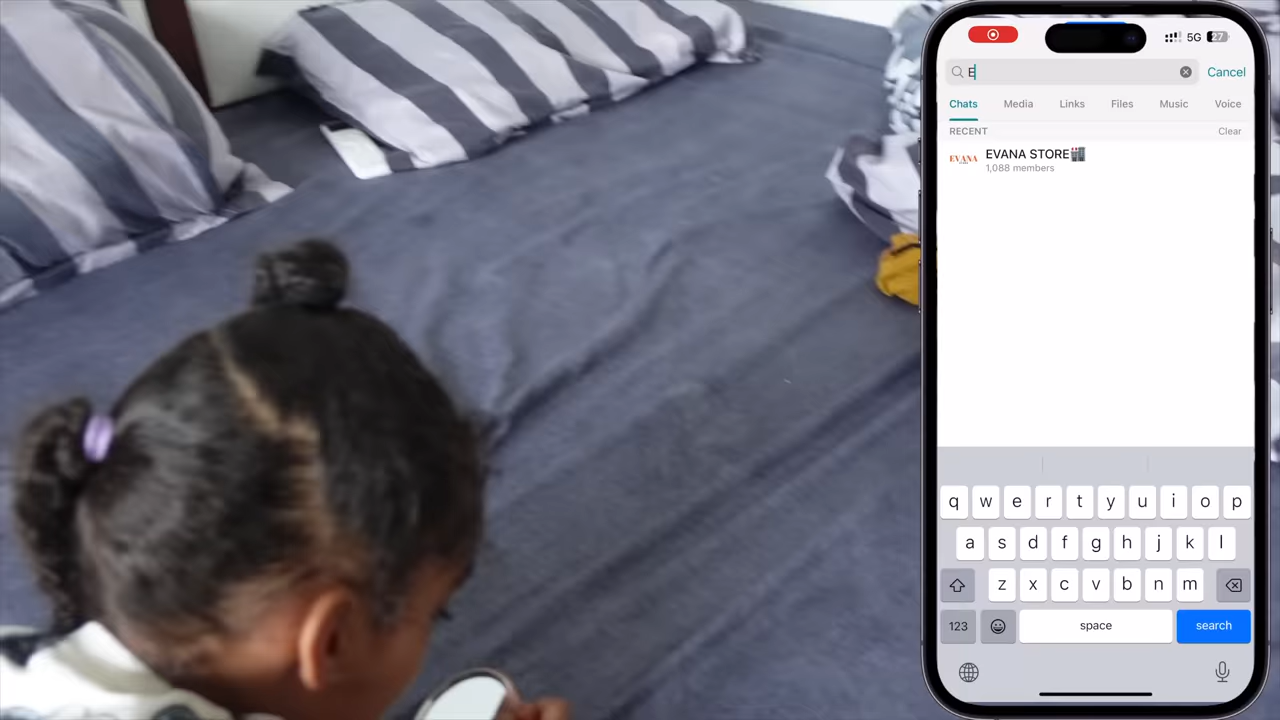 5G 27
E
Cancel
Chats Media Links Files Music Voice
RECENT Clear
EVANA EVANA STORE🏬
1,088 members
q w e r t y u i o p
a s d f g h j k l
z x c v b n m
123 space search